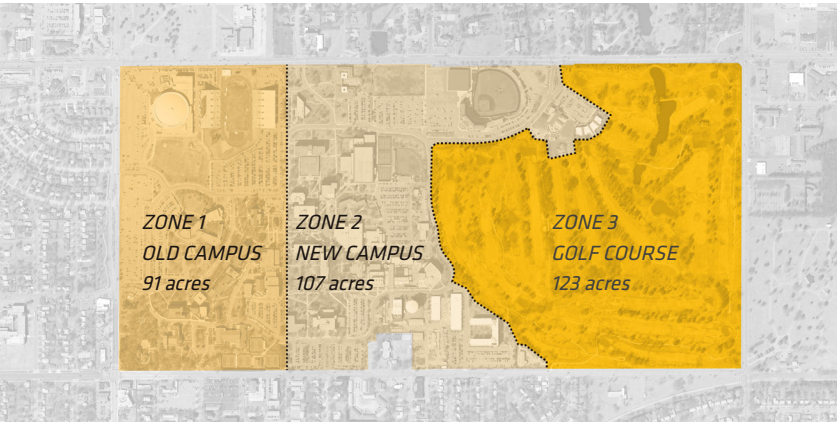 ZONE 1
OLD CAMPUS
91 acres
ZONE 2
NEW CAMPUS
107 acres
ZONE 3
GOLF COURSE
123 acres